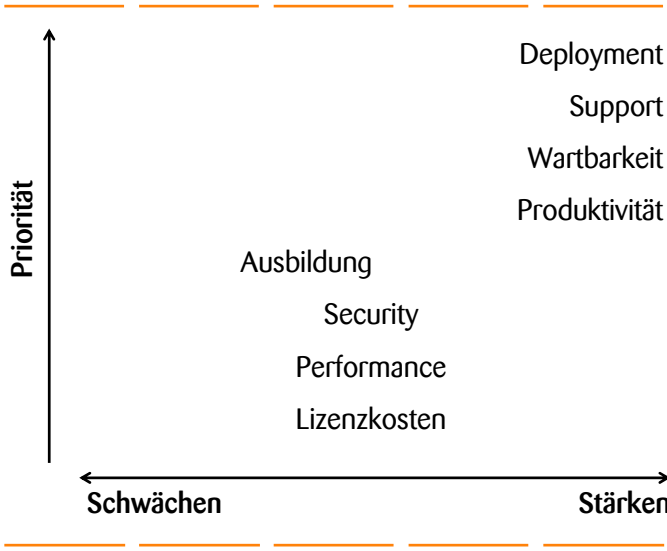 Deployment
Support
Wartbarkeit
Produktivität
Priorität
Ausbildung
Security
Performance
Lizenzkosten
Schwächen Stärken